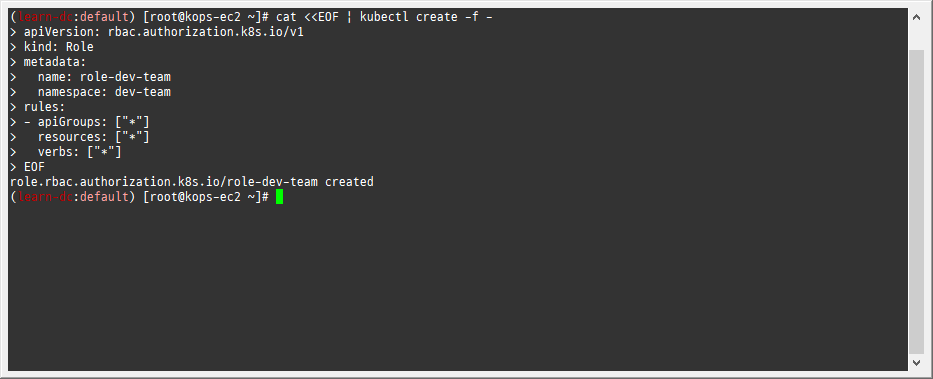 (learn-dc:default) [root@kops-ec2 ~]# cat <<EOF | kubectl create -f -
> apiVersion: rbac.authorization.k8s.io/v1
> kind: Role
> metadata:
>   name: role-dev-team
>   namespace: dev-team
> rules:
> - apiGroups: ["*"]
>   resources: ["*"]
>   verbs: ["*"]
> EOF
role.rbac.authorization.k8s.io/role-dev-team created
(learn-dc:default) [root@kops-ec2 ~]#